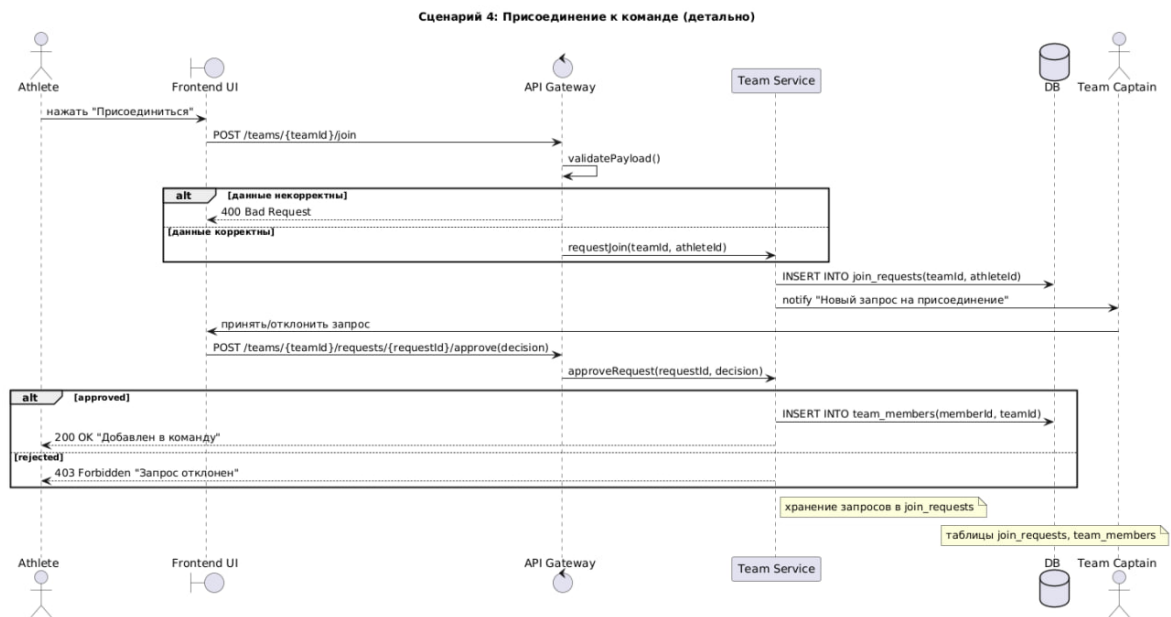 Сценарий 4: Присоединение к команде (детально)
Athlete
Frontend UI
API Gateway
Team Service
DB
Team Captain
нажать "Присоединиться"
POST /teams/{teamId}/join
validatePayload()
alt
[данные некорректны]
400 Bad Request
[данные корректны]
requestJoin(teamId, athleteId)
INSERT INTO join_requests(teamId, athleteId)
notify "Новый запрос на присоединение"
принять/отклонить запрос
POST /teams/{teamId}/requests/{requestId}/approve(decision)
approveRequest(requestId, decision)
alt
[approved]
INSERT INTO team_members(memberId, teamId)
200 OK "Добавлен в команду"
[rejected]
403 Forbidden "Запрос отклонен"
хранение запросов в join_requests
таблицы join_requests, team_members
Athlete
Frontend UI
API Gateway
Team Service
DB
Team Captain